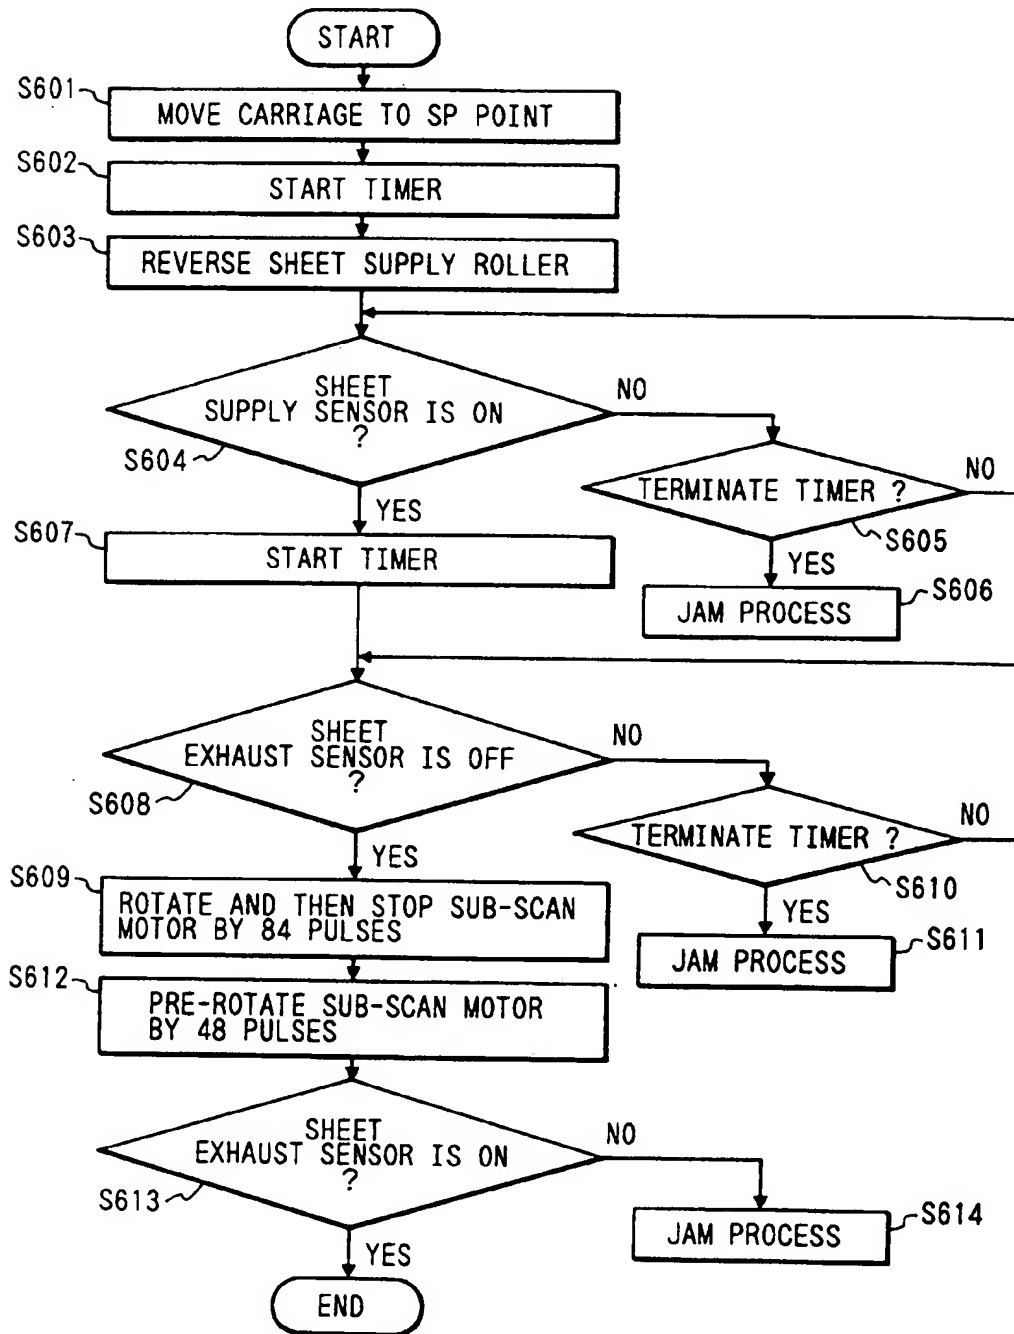 START
S601
MOVE CARRIAGE TO SP POINT
S602
START TIMER
S603
REVERSE SHEET SUPPLY ROLLER
SHEET
SUPPLY SENSOR IS ON
?
NO
S604
YES
TERMINATE TIMER ?
NO
S605
YES
S606
JAM PROCESS
S607
START TIMER
SHEET
EXHAUST SENSOR IS OFF
?
NO
S608
YES
TERMINATE TIMER ?
NO
S610
YES
S611
JAM PROCESS
S609
ROTATE AND THEN STOP SUB-SCAN
MOTOR BY 84 PULSES
S612
PRE-ROTATE SUB-SCAN MOTOR
BY 48 PULSES
SHEET
EXHAUST SENSOR IS ON
?
NO
S613
YES
S614
JAM PROCESS
END